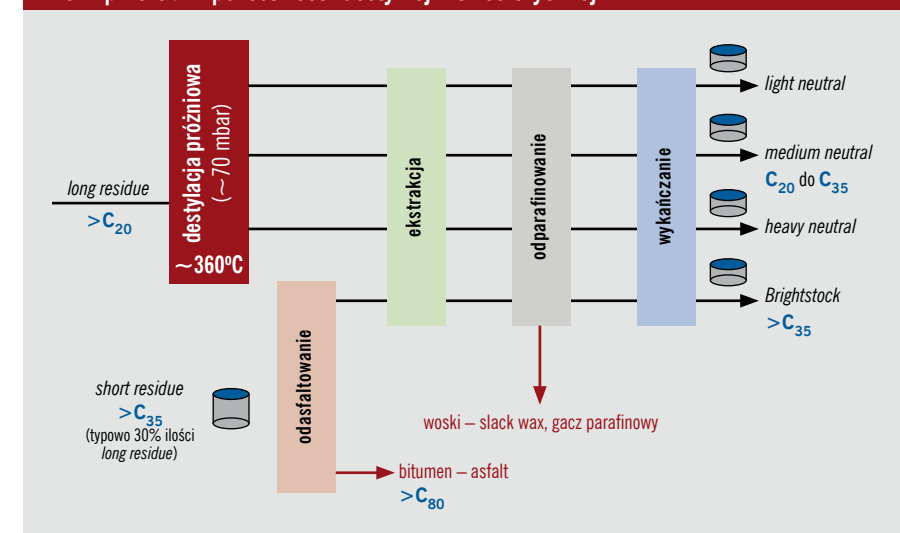 long residue
>C20
destylacja próżniowa
(~70 mbar)
~360ºC
ekstrakcja
odparafinowanie
wykańczanie
light neutral
medium neutral
C20 do C35
heavy neutral
Brightstock
>C35
short residue
>C35
(typowo 30% ilości
long residue)
odasfaltowanie
woski – slack wax, gacz parafinowy
bitumen – asfalt
>C80